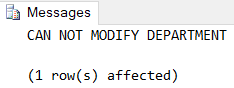 Messages
CAN NOT MODIFY DEPARTMENT
(1 row(s) affected)